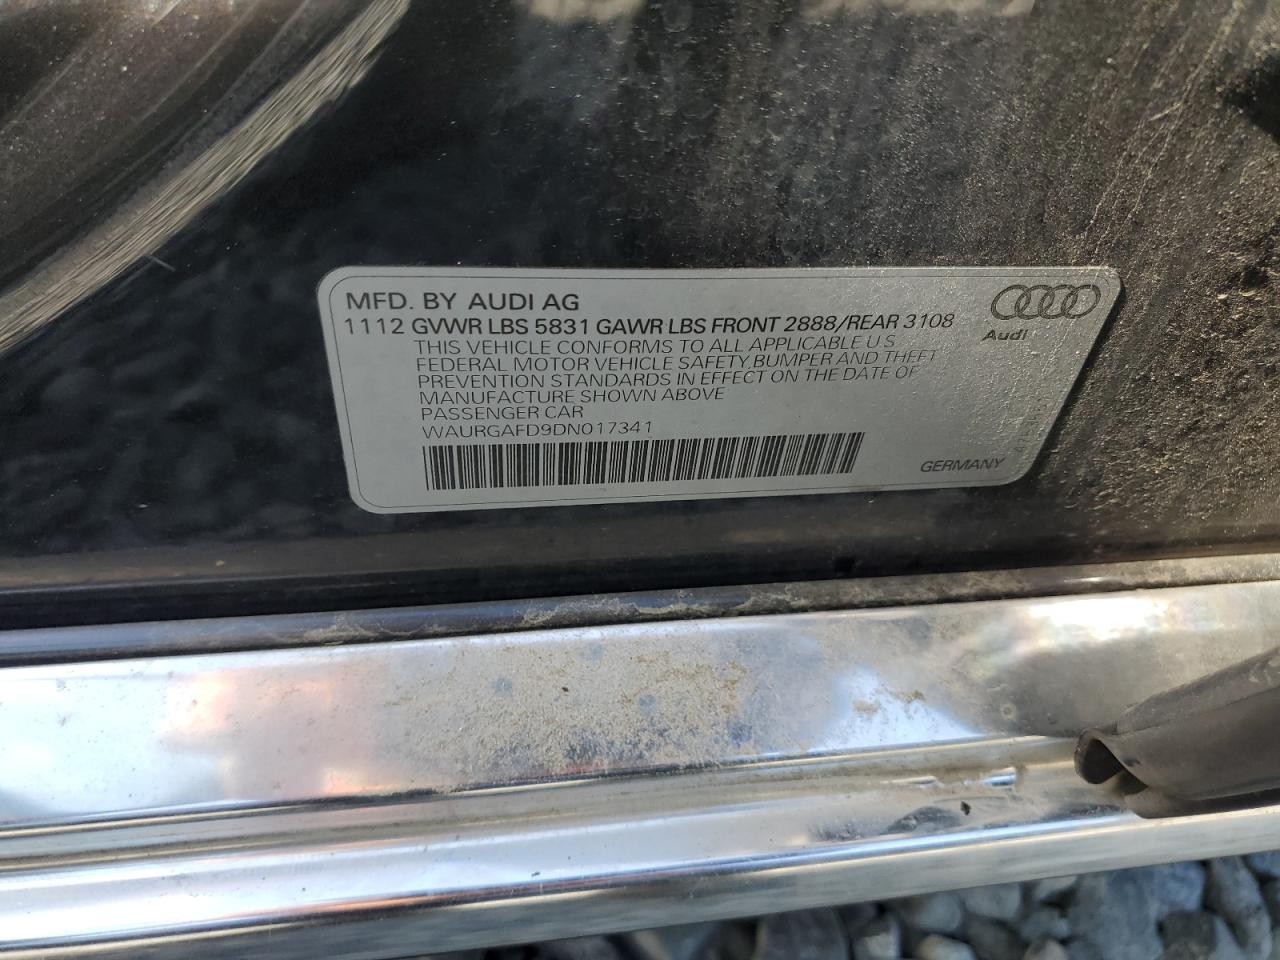 MFD. BY AUDI AG
1112 GVWR LBS 5831 GAWR LBS FRONT 2888/REAR 3108
Audi
THIS VEHICLE CONFORMS TO ALL APPLICABLE U S
FEDERAL MOTOR VEHICLE SAFETY,BUMPER AND THEFT
PREVENTION STANDARDS IN EFFECT ON THE DATE OF
MANUFACTURE SHOWN ABOVE
PASSENGER CAR
WAURGAFD9DN017341
GERMANY